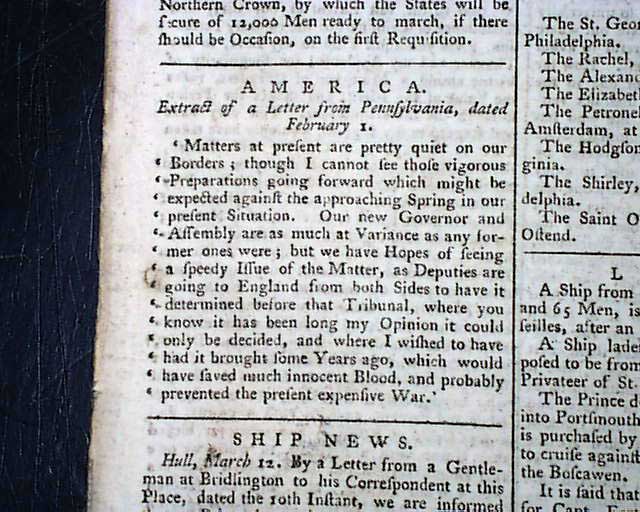 Northern Crown, by which the States will be
ſecure of 12,000 Men ready to march, if there
ſhould be Occaſion, on the firſt Requiſition.
AMERICA.
Extract of a Letter from Pennſylvania, dated
February 1.
‘ Matters at preſent are pretty quiet on our
‘ Borders ; though I cannot ſee thoſe vigorous
‘ Preparations going forward which might be
‘ expected againſt the approaching Spring in our
‘ preſent Situation. Our new Governor and
‘ Aſſembly are as much at Variance as any for-
‘ mer ones were ; but we have Hopes of ſeeing
‘ a ſpeedy Iſſue of the Matter, as Deputies are
‘ going to England from both Sides to have it
‘ determined before that Tribunal, where you
‘ know it has been long my Opinion it could
‘ only be decided, and where I wiſhed to have
‘ had it brought ſome Years ago, which would
‘ have ſaved much innocent Blood, and probably
‘ prevented the preſent expenſive War.’
SHIP NEWS.
Hull, March 12. By a Letter from a Gentle-
man at Bridlington to his Correſpondent at this
Place, dated the 10th Inſtant, we are informed
The St. Geor
Philadelphia.
The Rachel,
The Alexan
The Elizabet
The Petronel
Amſterdam, at
The Hodgſon
ginia.
The Shirley,
delphia.
The Saint O
Oſtend.
L
A Ship from
and 65 Men, is
ſeilles, after an
A Ship lade
poſed to be from
Privateer of St.
The Prince d
into Portſmouth
is purchaſed by
to cruiſe againſt
the Boſcawen.
It is ſaid that
for Capt.